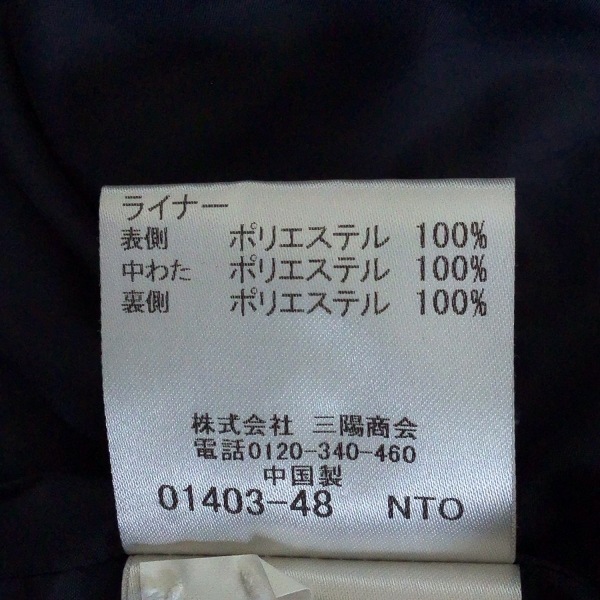 ライナー
表側 ポリエステル 100%
中わた ポリエステル 100%
裏側 ポリエステル 100%
株式会社 三陽商会
電話0120-340-460
中国製
01403-48 NTO